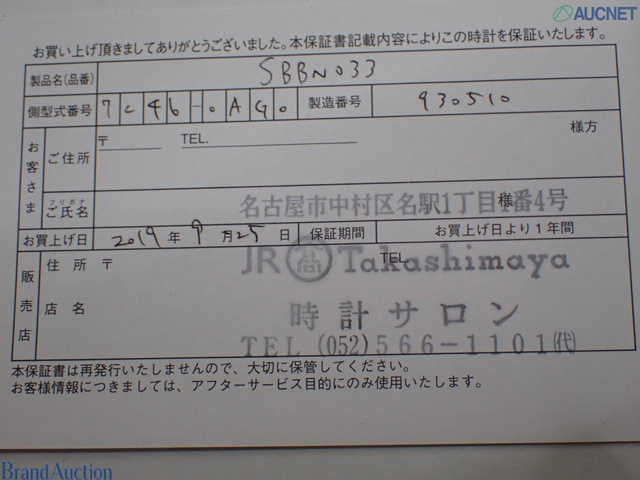 AUCNET
お買い上げ頂きましてありがとうございました。本保証書記載内容によりこの時計を保証いたします。
製品名(品番) SBBN033
側型式番号 7C46-0AG0 製造番号 930510
お客さま ご住所 〒 TEL. 様方
フリガナ
ご氏名 様
名古屋市中村区名駅1丁目1番4号
お買上げ日 2019年9月25日 保証期間 お買上げ日より1年間
販売店 住所 〒 TEL.
JR 髙 Takashimaya
店名 時計サロン
TEL (052)566-1101(代)
本保証書は再発行いたしませんので、大切に保管してください。
お客様情報につきましては、アフターサービス目的にのみ使用いたします。
Brand Auction